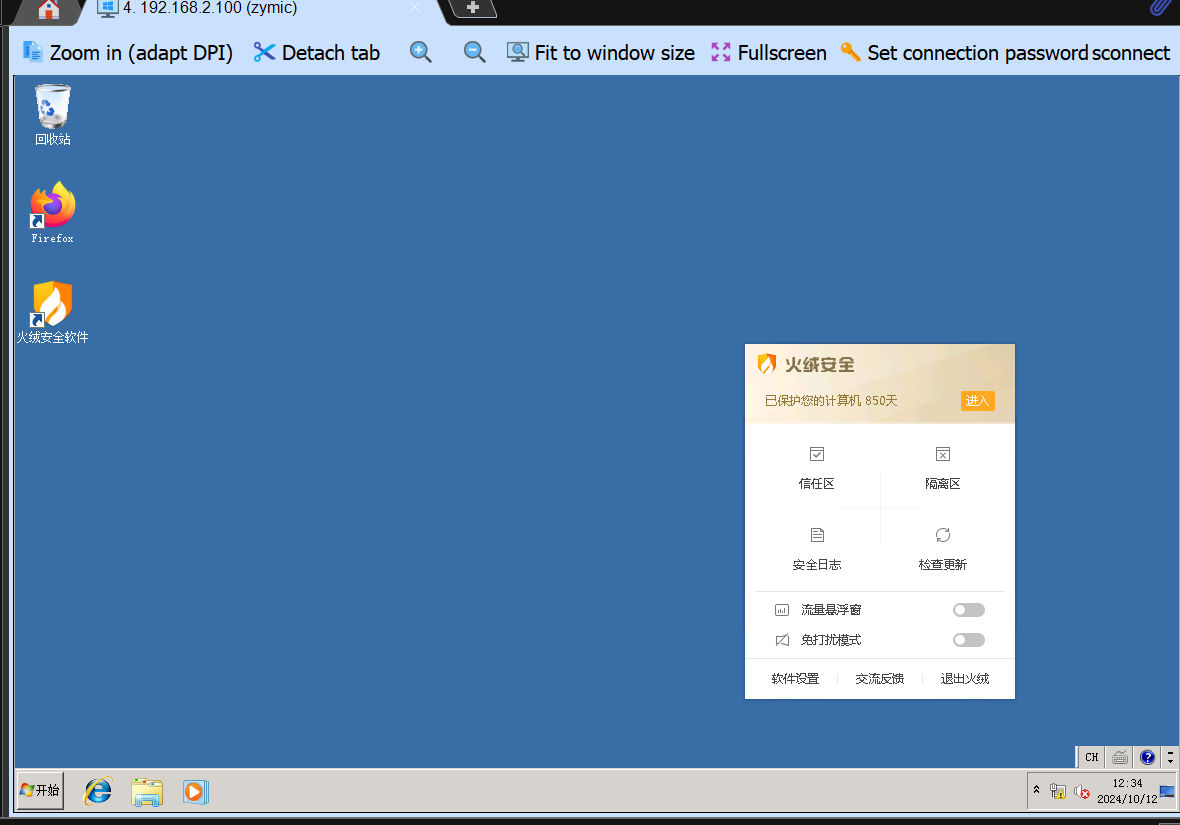 4. 192.168.2.100 (zymic)
Zoom in (adapt DPI) Detach tab Fit to window size Fullscreen Set connection password sconnect
回收站
Firefox
火绒安全软件
火绒安全
已保护您的计算机 850天 进入
信任区 隔离区
安全日志 检查更新
流量悬浮窗
免打扰模式
软件设置 交流反馈 退出火绒
CH
开始
12:34
2024/10/12